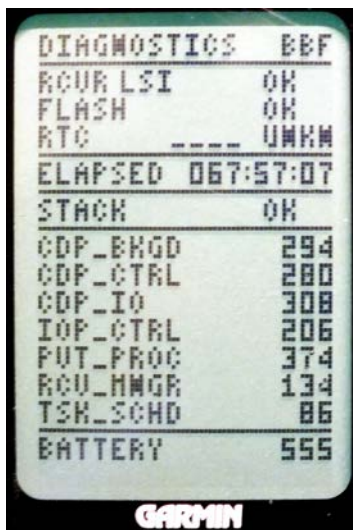 DIAGNOSTICS BBF
RCVR LSI OK
FLASH OK
RTC ____ UNKN
ELAPSED 067:57:07
STACK OK
CDP_BKGD 294
CDP_CTRL 280
CDP_IO 308
IOP_CTRL 206
PVT_PROC 374
RCV_MNGR 134
TSK_SCHD 86
BATTERY 555
GARMIN